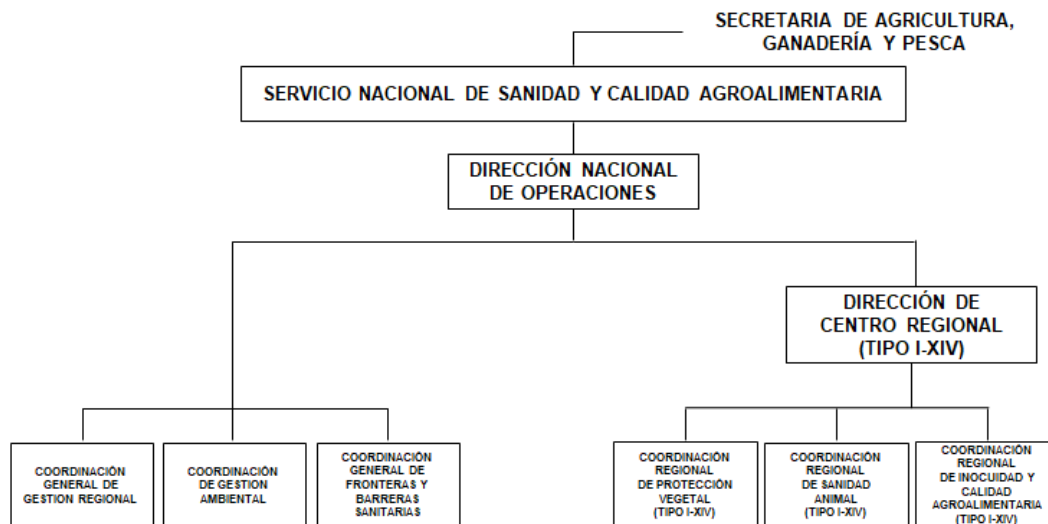 SECRETARIA DE AGRICULTURA,
GANADERÍA Y PESCA
SERVICIO NACIONAL DE SANIDAD Y CALIDAD AGROALIMENTARIA
DIRECCIÓN NACIONAL
DE OPERACIONES
DIRECCIÓN DE
CENTRO REGIONAL
(TIPO I-XIV)
COORDINACIÓN
GENERAL DE
GESTION REGIONAL
COORDINACIÓN
DE GESTION
AMBIENTAL
COORDINACIÓN
GENERAL DE
FRONTERAS Y
BARRERAS
SANITARIAS
COORDINACIÓN
REGIONAL
DE PROTECCIÓN
VEGETAL
(TIPO I-XIV)
COORDINACIÓN
REGIONAL
DE SANIDAD
ANIMAL
(TIPO I-XIV)
COORDINACIÓN
REGIONAL
DE INOCUIDAD Y
CALIDAD
AGROALIMENTARIA
(TIPO I-XIV)